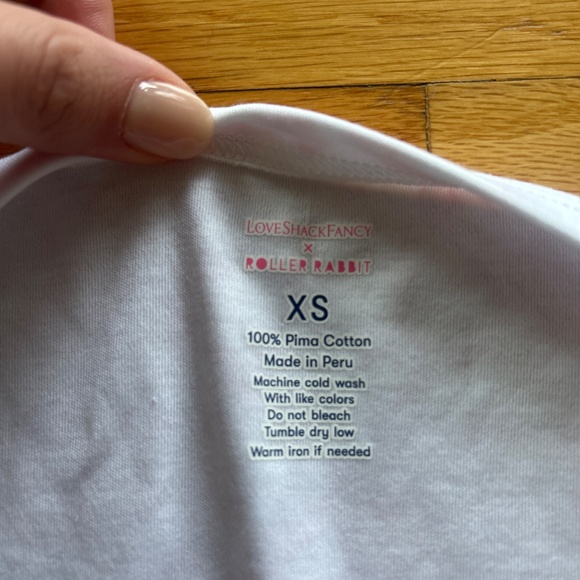 LOVESHACKFANCY
×
ROLLER RABBIT
XS
100% Pima Cotton
Made in Peru
Machine cold wash
With like colors
Do not bleach
Tumble dry low
Warm iron if needed